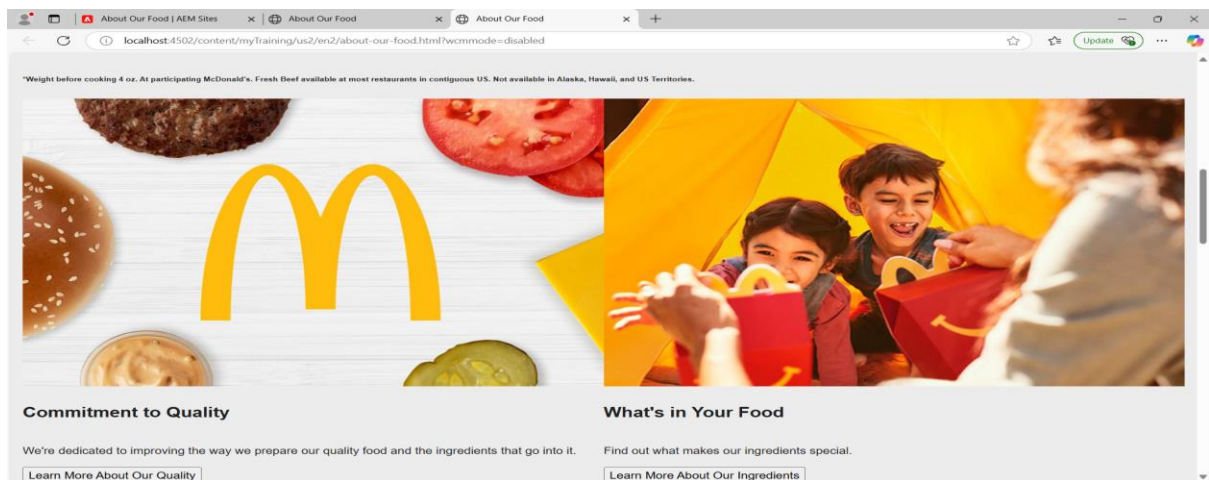 About Our Food | AEM Sites
About Our Food
About Our Food
localhost:4502/content/myTraining/us2/en2/about-our-food.html?wcmmode=disabled
Update
*Weight before cooking 4 oz. At participating McDonald's. Fresh Beef available at most restaurants in contiguous US. Not available in Alaska, Hawaii, and US Territories.
Commitment to Quality
We're dedicated to improving the way we prepare our quality food and the ingredients that go into it.
Learn More About Our Quality
What's in Your Food
Find out what makes our ingredients special.
Learn More About Our Ingredients